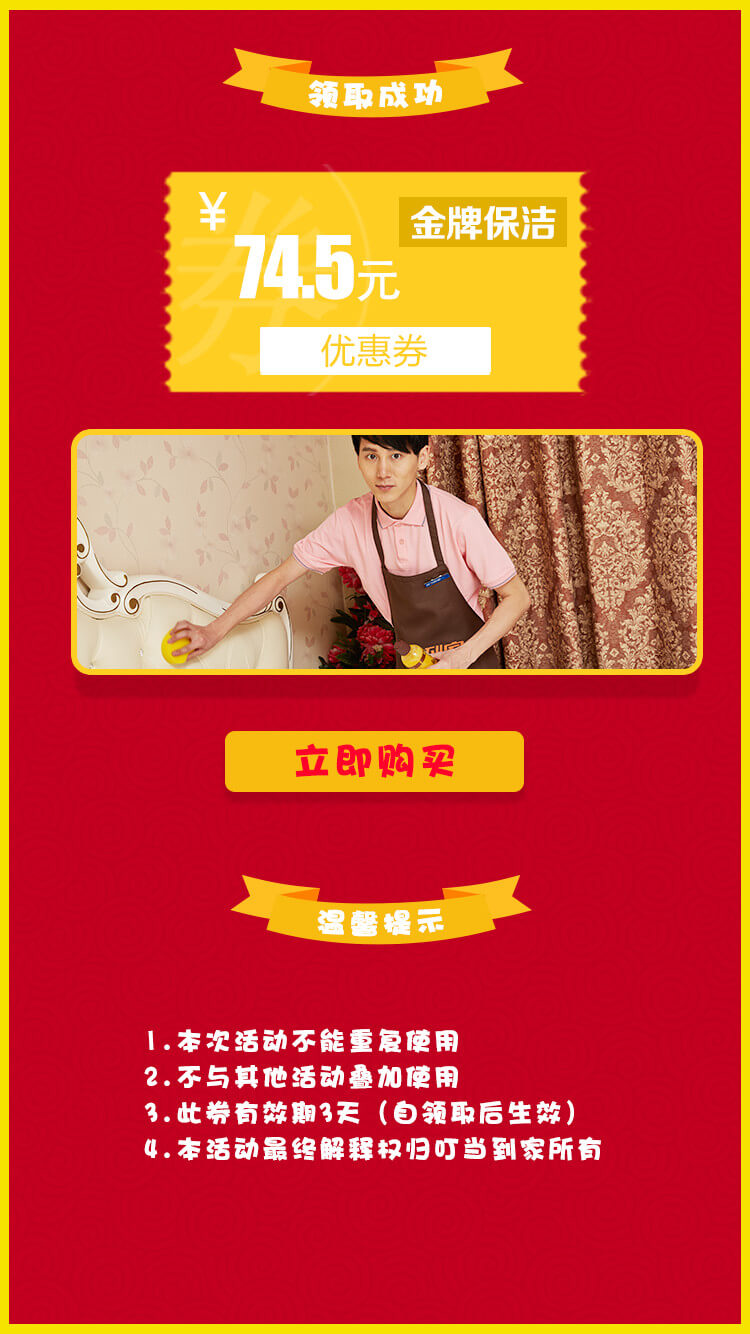 领取成功
券
¥
金牌保洁
74.5元
优惠券
到家
立即购买
温馨提示
1.本次活动不能重复使用
2.不与其他活动叠加使用
3.此券有效期3天（自领取后生效）
4.本活动最终解释权归叮当到家所有